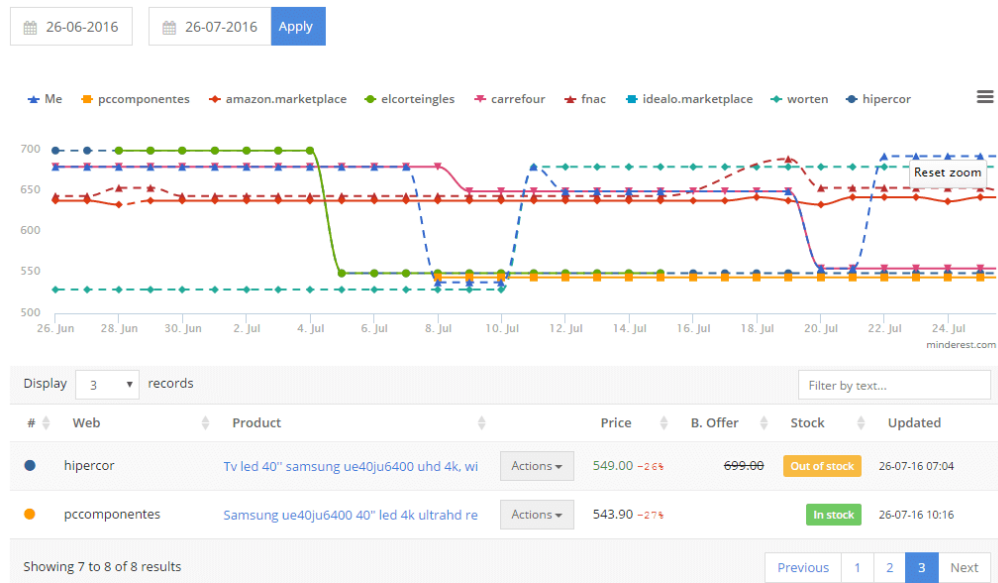 26-06-2016 26-07-2016 Apply
Me pccomponentes amazon.marketplace elcorteingles carrefour fnac idealo.marketplace worten hipercor
700
650
600
550
500
Reset zoom
26. Jun 28. Jun 30. Jun 2. Jul 4. Jul 6. Jul 8. Jul 10. Jul 12. Jul 14. Jul 16. Jul 18. Jul 20. Jul 22. Jul 24. Jul
minderest.com
Display 3 records Filter by text...
# Web Product Price B. Offer Stock Updated
hipercor Tv led 40'' samsung ue40ju6400 uhd 4k, wi Actions 549.00 -26% 699.00 Out of stock 26-07-16 07:04
pccomponentes Samsung ue40ju6400 40" led 4k ultrahd re Actions 543.90 -27% In stock 26-07-16 10:16
Showing 7 to 8 of 8 results Previous 1 2 3 Next